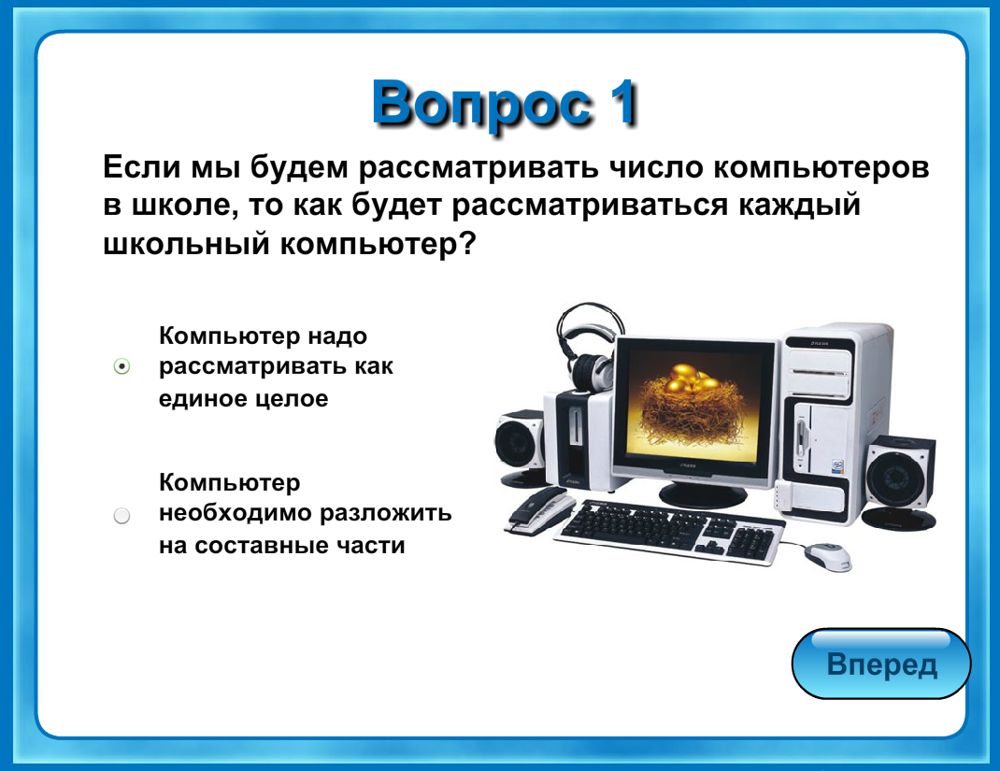 Вопрос 1
Если мы будем рассматривать число компьютеров
в школе, то как будет рассматриваться каждый
школьный компьютер?
Компьютер надо
рассматривать как
единое целое
Компьютер
необходимо разложить
на составные части
Вперед